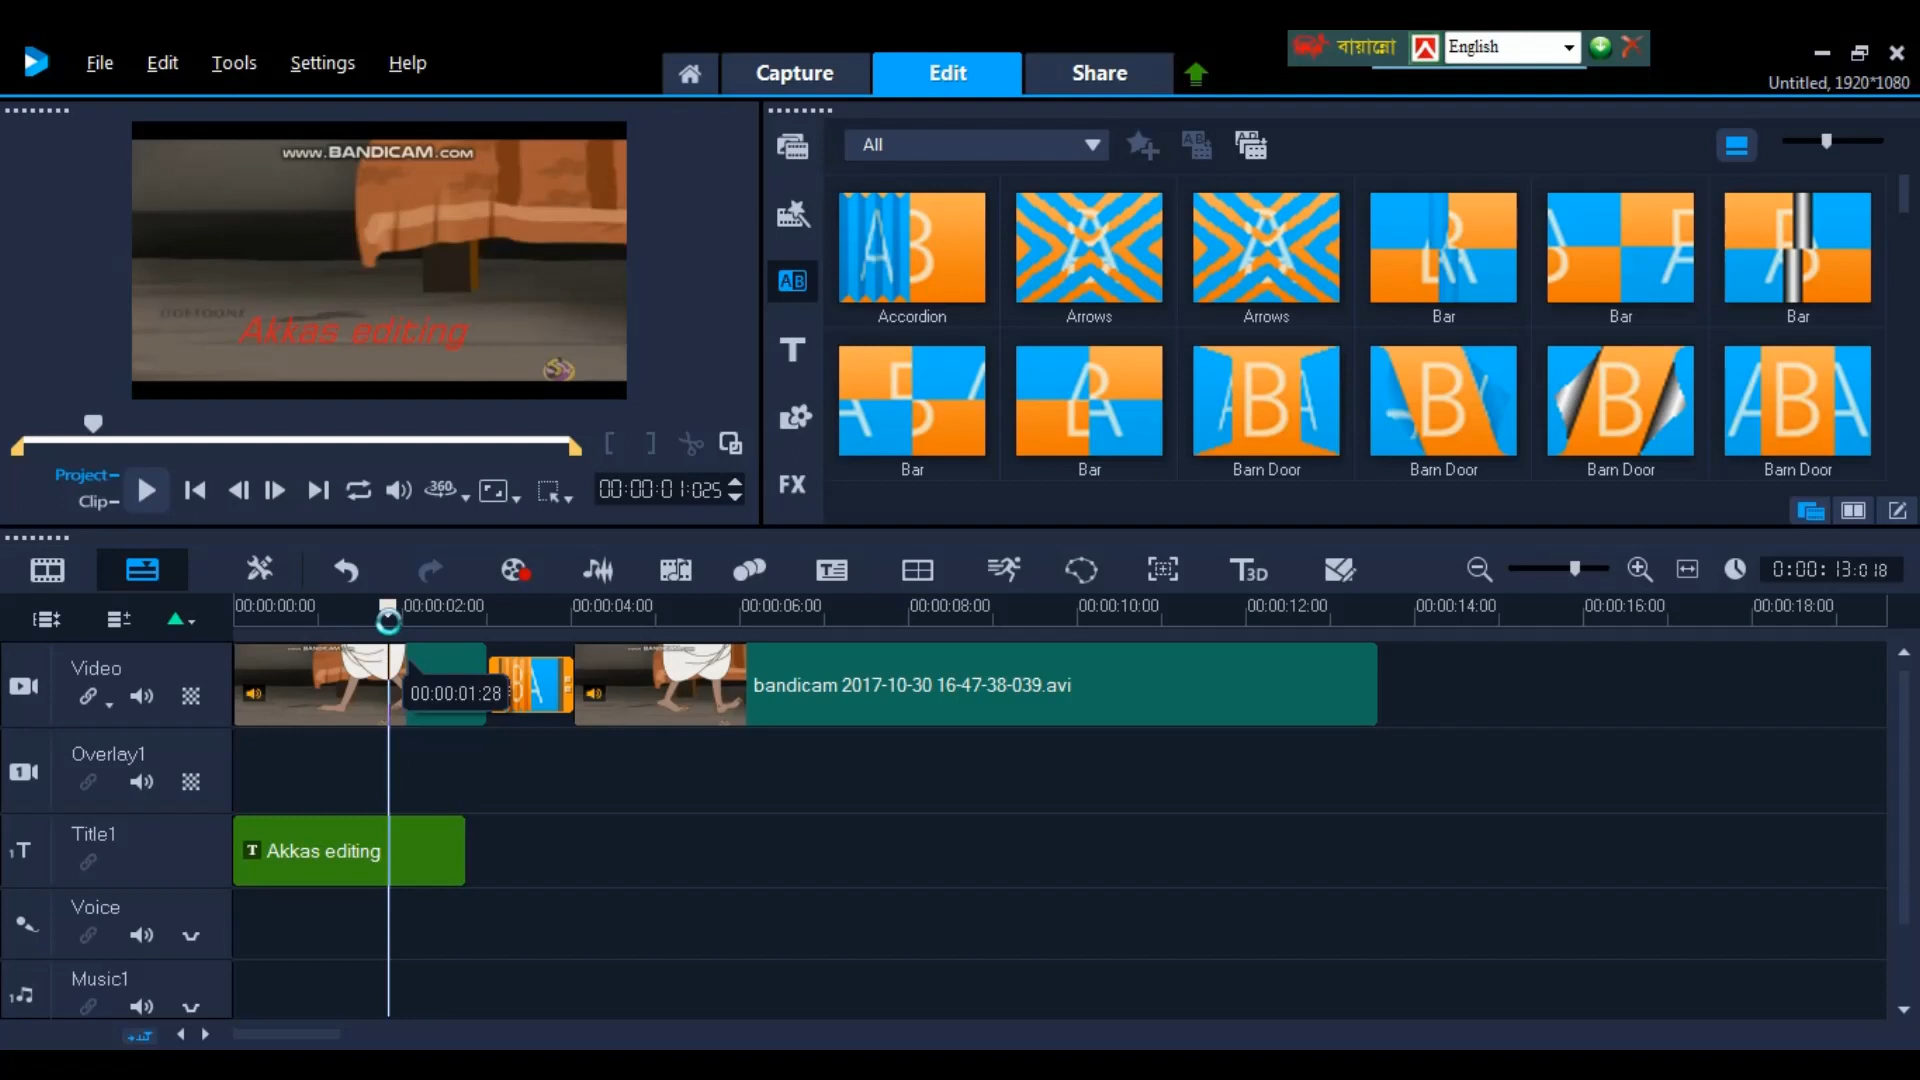 File Edit Tools Settings Help
Capture Edit Share
বায়ান্নো English
Untitled, 1920*1080
www.BANDICAM.com
Akkas editing
Project
Clip
360
00:00:01:025
All
Accordion Arrows Arrows Bar Bar Bar
Bar Bar Barn Door Barn Door Barn Door Barn Door
T
FX
T3D
0:00:13:018
00:00:00:00 00:00:02:00 00:00:04:00 00:00:06:00 00:00:08:00 00:00:10:00 00:00:12:00 00:00:14:00 00:00:16:00 00:00:18:00
Video
00:00:01:28
bandicam 2017-10-30 16-47-38-039.avi
Overlay1
Title1
T Akkas editing
Voice
Music1